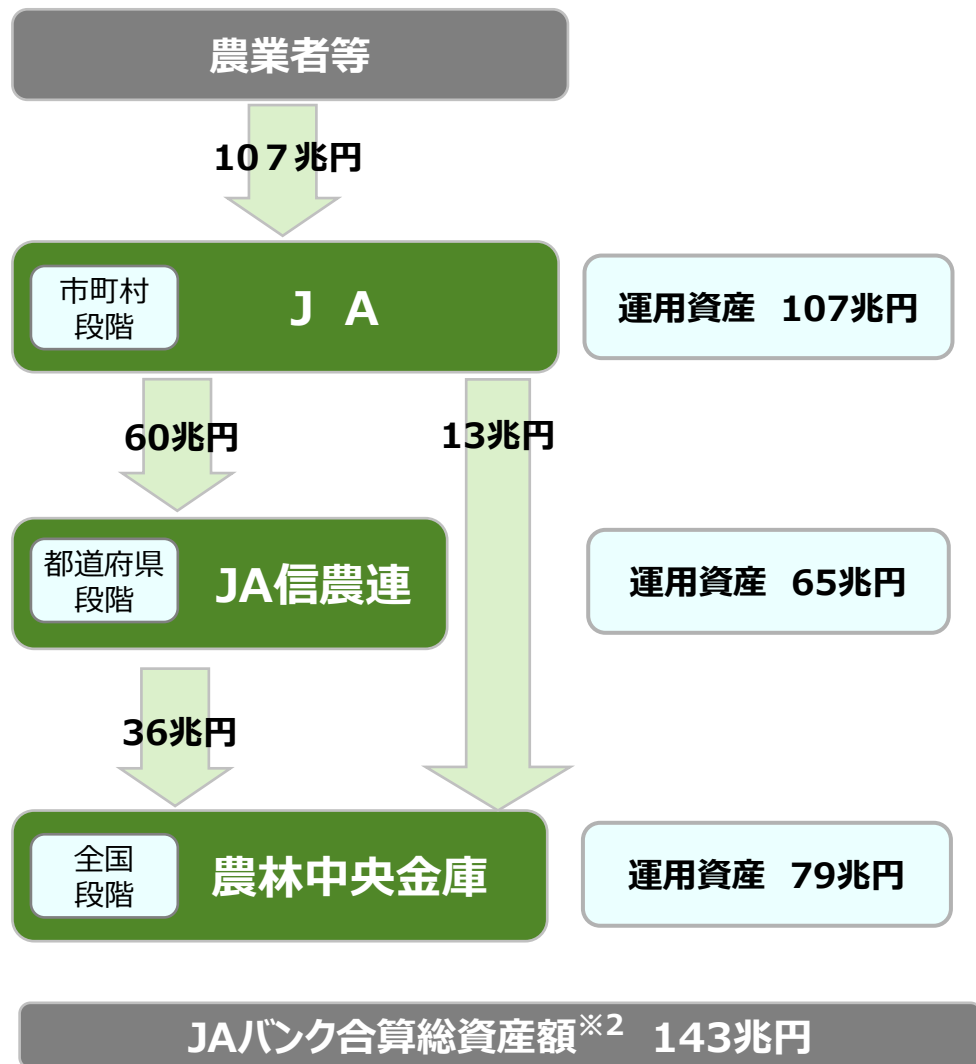 農業者等
10７兆円
市町村
段階
J A
運用資産 107兆円
60兆円
13兆円
都道府県
段階
JA信農連
運用資産 65兆円
36兆円
全国
段階
農林中央金庫
運用資産 79兆円
JAバンク合算総資産額※2 143兆円